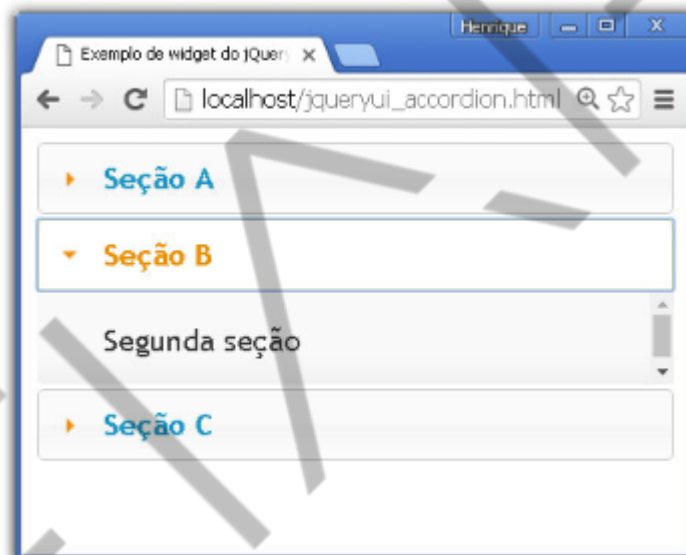 Henrique
Exemplo de widget do jQuery
localhost/jqueryui_accordion.html
Seção A
Seção B
Segunda seção
Seção C